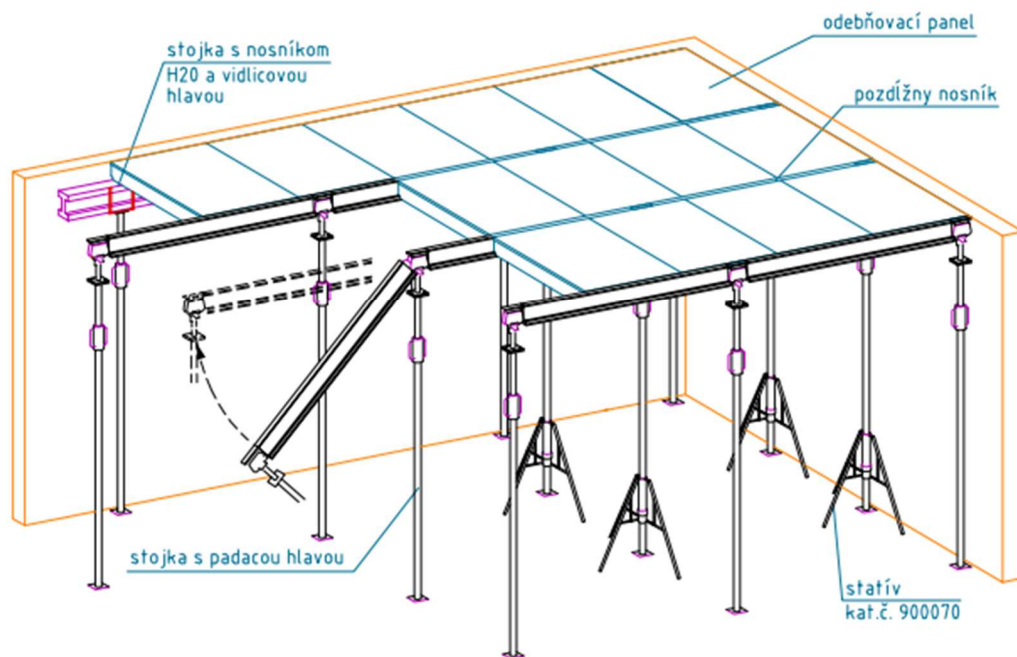 odebňovací panel
stojka s nosníkom
H20 a vidlicovou
hlavou
pozdĺžny nosník
stojka s padacou hlavou
statív
kat.č. 900070